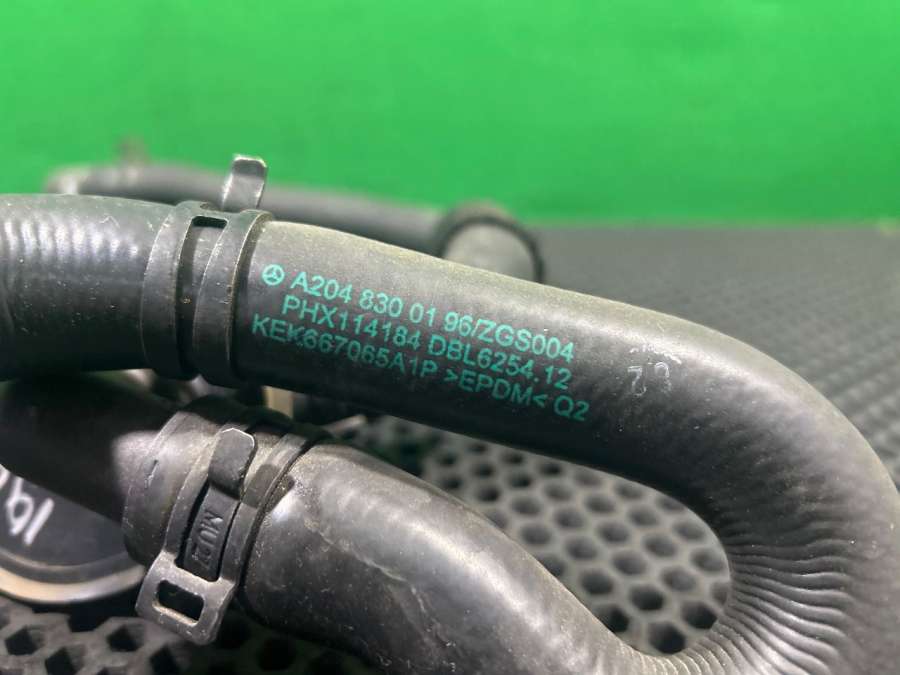 A204 830 01 96/ZGS004
PHX114184 DBL6254.12
KEK667065A1P >EPDM< Q2